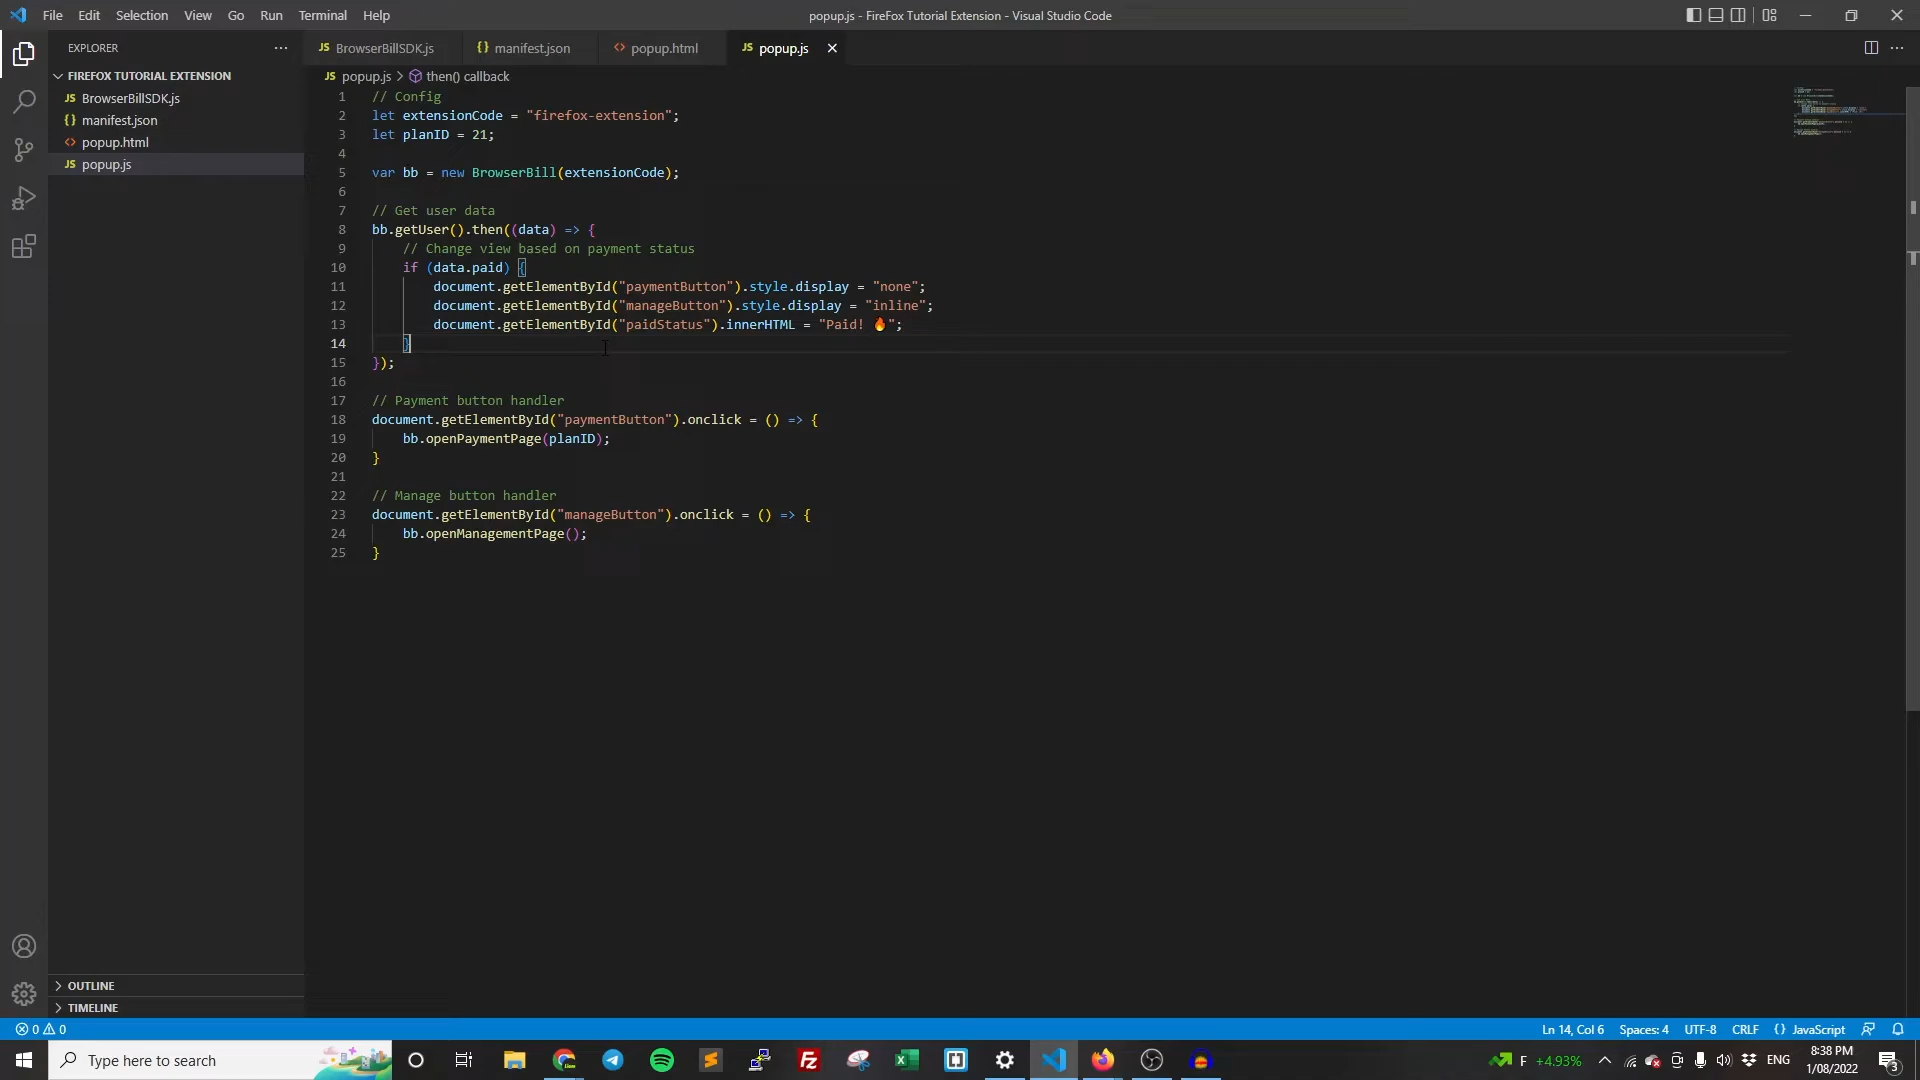 File Edit Selection View Go Run Terminal Help
popup.js - FireFox Tutorial Extension - Visual Studio Code
EXPLORER
FIREFOX TUTORIAL EXTENSION
JS BrowserBillSDK.js
{} manifest.json
<> popup.html
JS popup.js
OUTLINE
TIMELINE
JS BrowserBillSDK.js {} manifest.json <> popup.html JS popup.js
JS popup.js > then() callback
1 // Config
2 let extensionCode = "firefox-extension";
3 let planID = 21;
4
5 var bb = new BrowserBill(extensionCode);
6
7 // Get user data
8 bb.getUser().then((data) => {
9 // Change view based on payment status
10 if (data.paid) {
11 document.getElementById("paymentButton").style.display = "none";
12 document.getElementById("manageButton").style.display = "inline";
13 document.getElementById("paidStatus").innerHTML = "Paid! 🔥";
14 }
15 });
16
17 // Payment button handler
18 document.getElementById("paymentButton").onclick = () => {
19 bb.openPaymentPage(planID);
20 }
21
22 // Manage button handler
23 document.getElementById("manageButton").onclick = () => {
24 bb.openManagementPage();
25 }
0 0
Ln 14, Col 6 Spaces: 4 UTF-8 CRLF {} JavaScript
Type here to search
F +4.93%
ENG
8:38 PM
1/08/2022
3